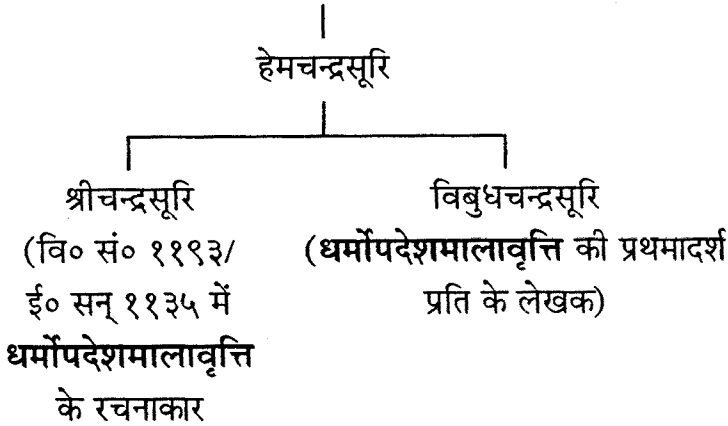 हेमचन्द्रसूरि
श्रीचन्द्रसूरि
(वि० सं० ११९३/
ई० सन् ११३५ में
धर्मोपदेशमालावृत्ति
के रचनाकार
विबुधचन्द्रसूरि
(धर्मोपदेशमालावृत्ति की प्रथमादर्श
प्रति के लेखक)